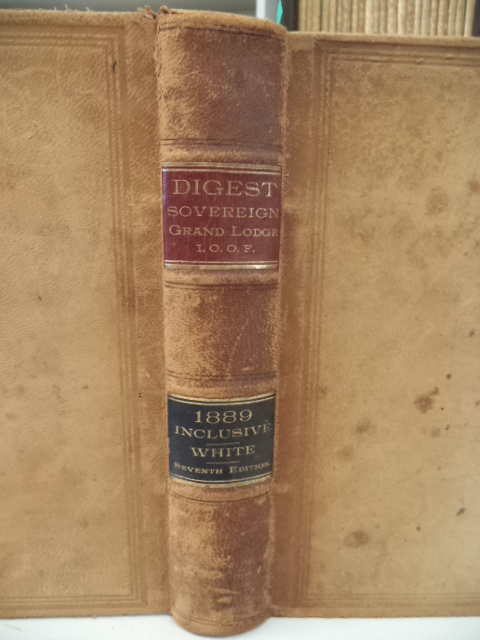 DIGEST
SOVEREIGN
GRAND LODGE
I. O. O. F.
1889
INCLUSIVE
WHITE
SEVENTH EDITION